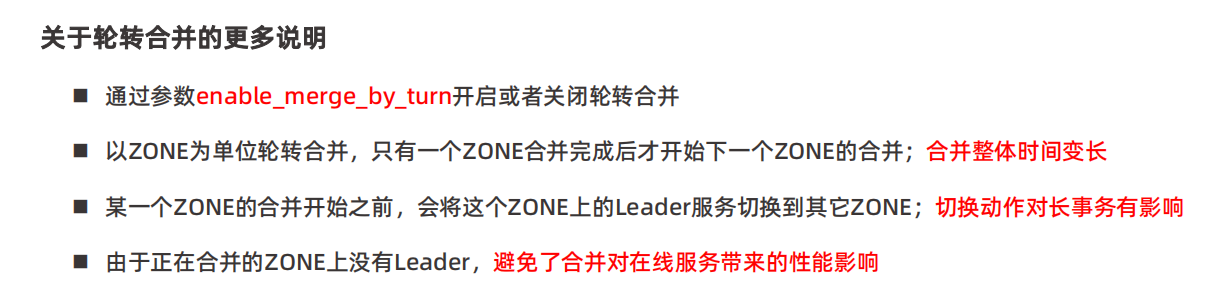 关于轮转合并的更多说明
■ 通过参数enable_merge_by_turn开启或者关闭轮转合并
■ 以ZONE为单位轮转合并，只有一个ZONE合并完成后才开始下一个ZONE的合并；合并整体时间变长
■ 某一个ZONE的合并开始之前，会将这个ZONE上的Leader服务切换到其它ZONE；切换动作对长事务有影响
■ 由于正在合并的ZONE上没有Leader，避免了合并对在线服务带来的性能影响